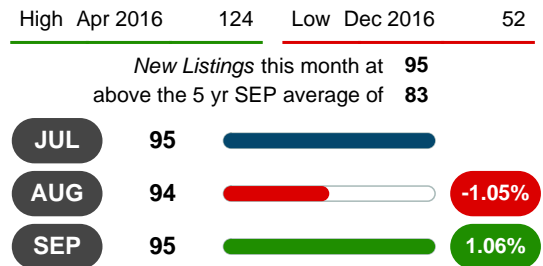 High Apr 2016 124 Low Dec 2016 52
New Listings this month at 95
above the 5 yr SEP average of 83
JUL 95
AUG 94 -1.05%
SEP 95 1.06%